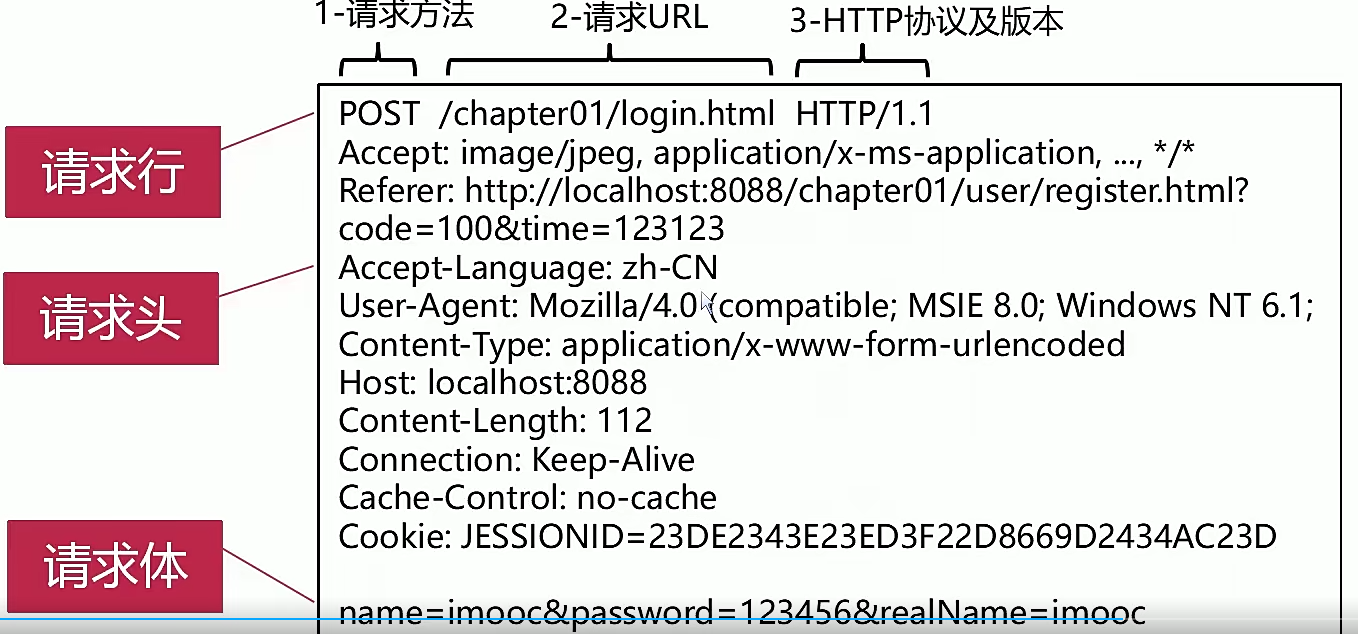 1-请求方法 2-请求URL 3-HTTP协议及版本
POST /chapter01/login.html HTTP/1.1
请求行
Accept: image/jpeg, application/x-ms-application, ..., */*
Referer: http://localhost:8088/chapter01/user/register.html?
code=100&time=123123
请求头
Accept-Language: zh-CN
User-Agent: Mozilla/4.0 (compatible; MSIE 8.0; Windows NT 6.1;
Content-Type: application/x-www-form-urlencoded
Host: localhost:8088
Content-Length: 112
Connection: Keep-Alive
Cache-Control: no-cache
Cookie: JESSIONID=23DE2343E23ED3F22D8669D2434AC23D
请求体
name=imooc&password=123456&realName=imooc